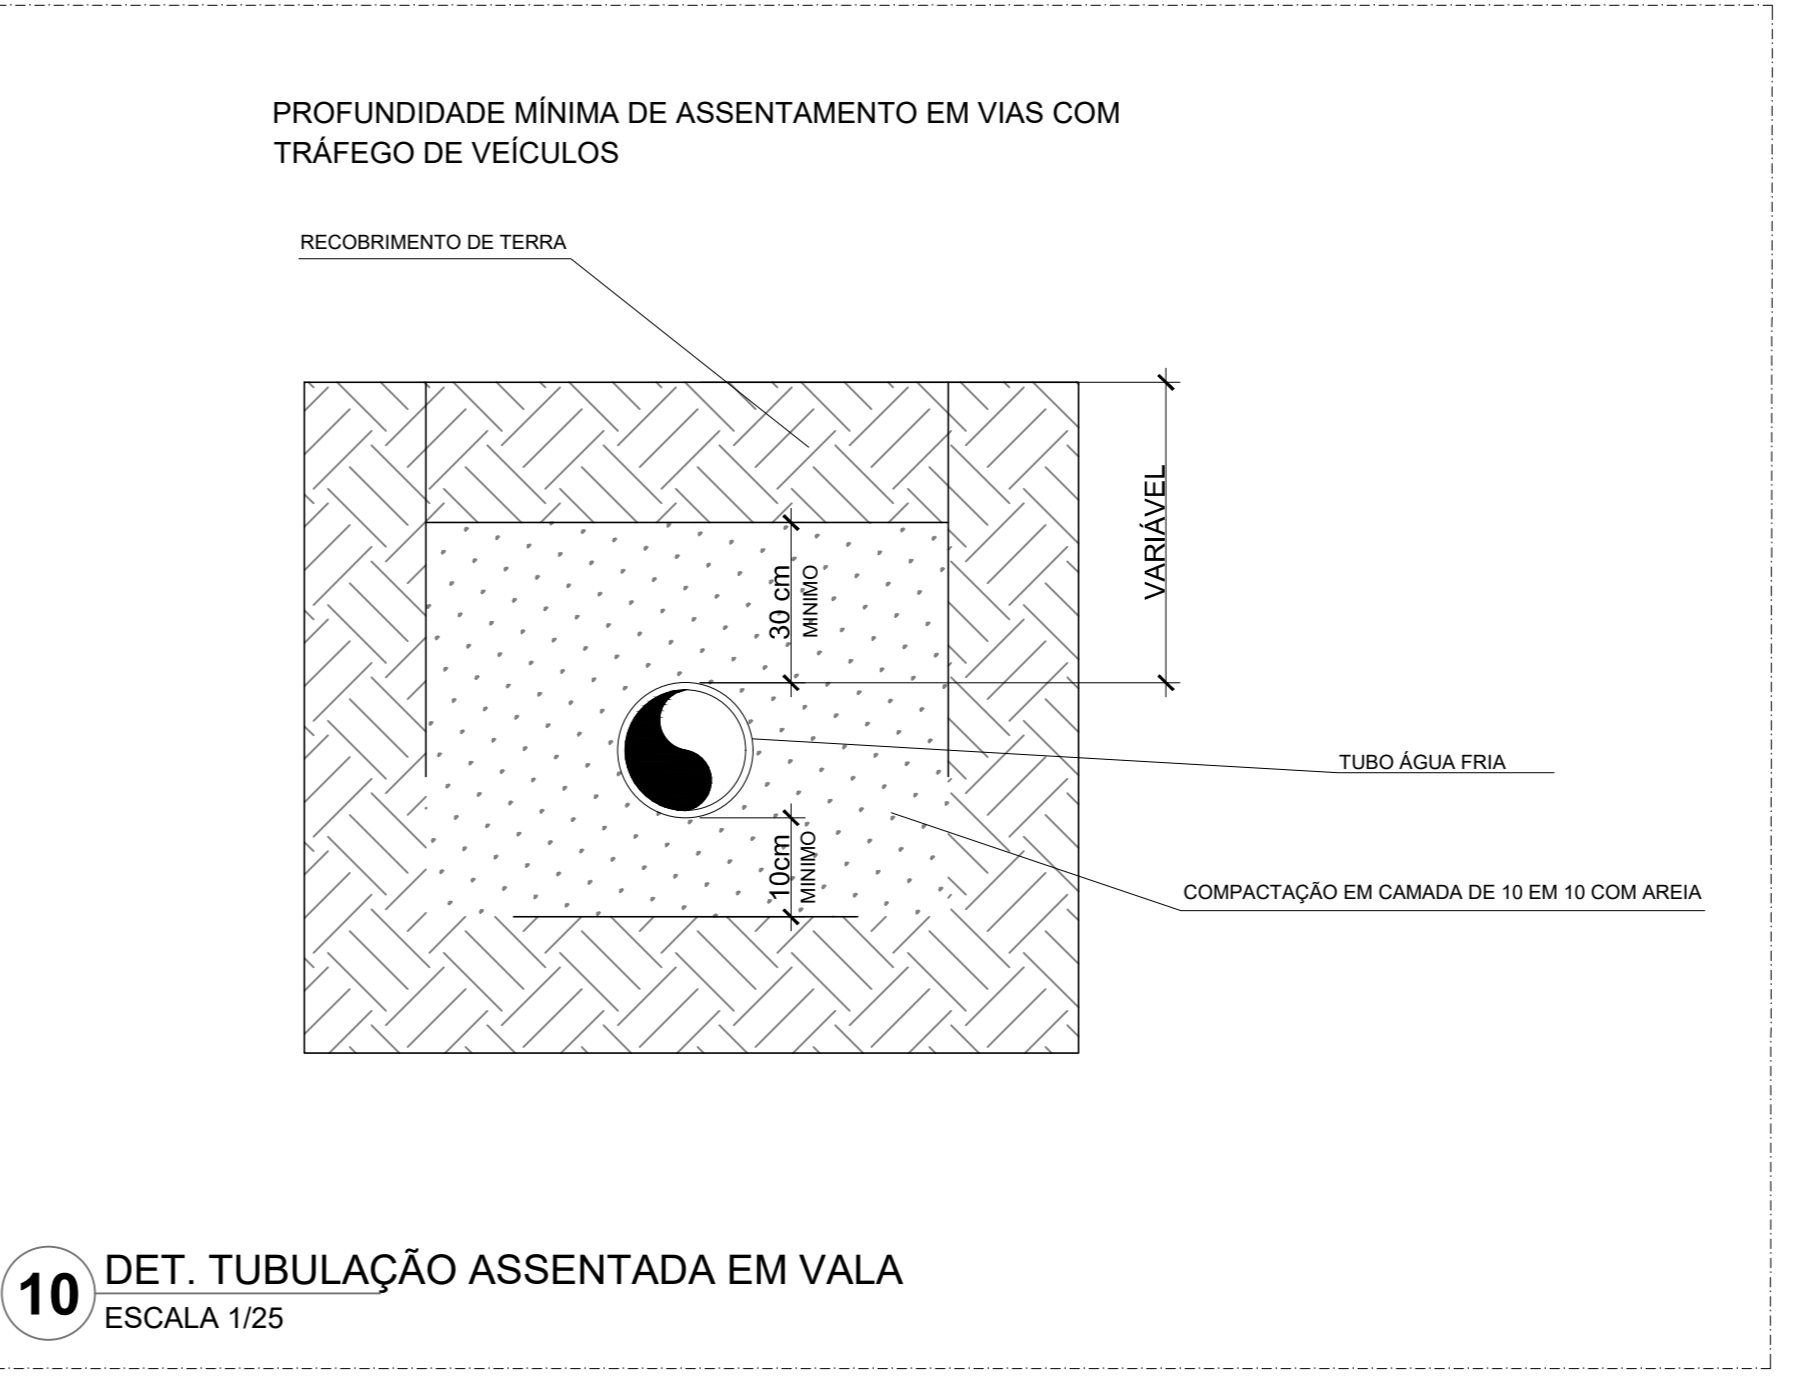 PROFUNDIDADE MÍNIMA DE ASSENTAMENTO EM VIAS COM
TRÁFEGO DE VEÍCULOS
RECOBRIMENTO DE TERRA
VARIÁVEL
30 cm
MINIMO
TUBO ÁGUA FRIA
10cm
MINIMO
COMPACTAÇÃO EM CAMADA DE 10 EM 10 COM AREIA
10
DET. TUBULAÇÃO ASSENTADA EM VALA
ESCALA 1/25